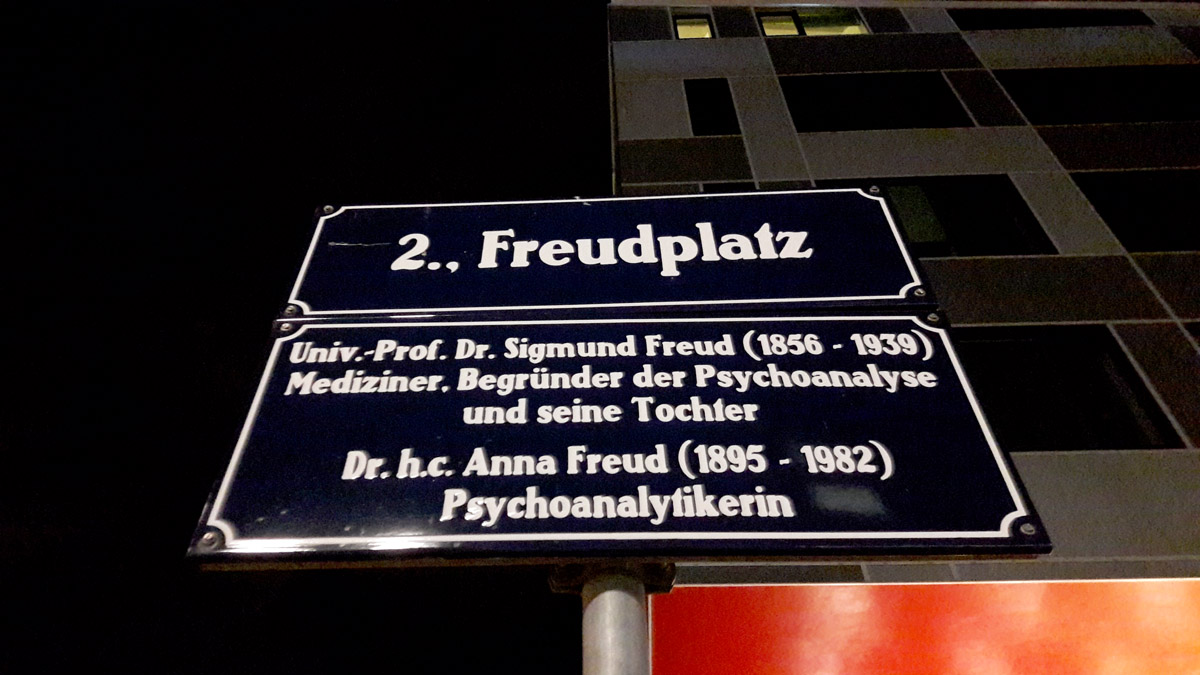 2., Freudplatz
Univ.-Prof. Dr. Sigmund Freud (1856 - 1939)
Mediziner, Begründer der Psychoanalyse
und seine Tochter
Dr. h.c. Anna Freud (1895 - 1982)
Psychoanalytikerin